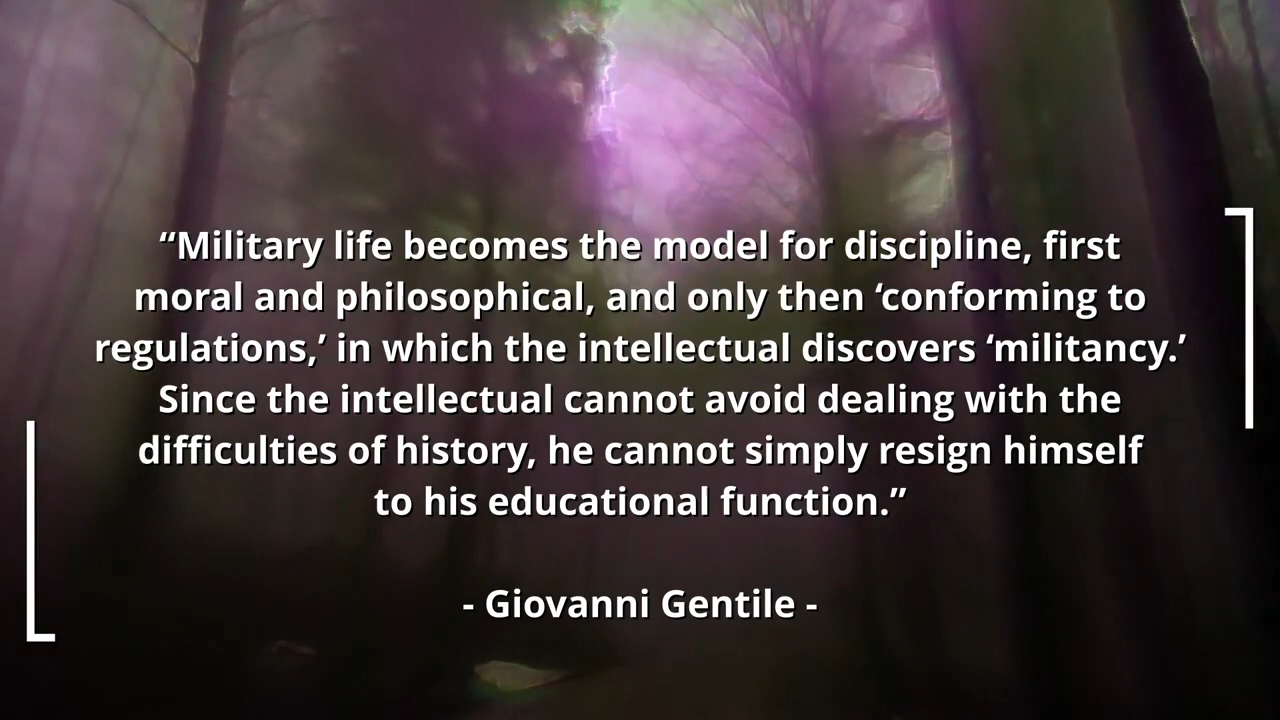 “Military life becomes the model for discipline, first
moral and philosophical, and only then ‘conforming to
regulations,’ in which the intellectual discovers ‘militancy.’
Since the intellectual cannot avoid dealing with the
difficulties of history, he cannot simply resign himself
to his educational function.”
- Giovanni Gentile -